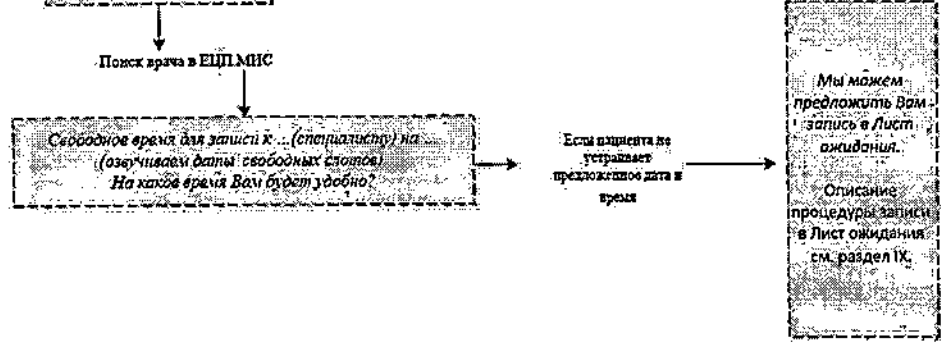 Поиск врача в ЕЦП.МИС
Свободное время для записи к ... (специалисту) на ...
(озвучиваем даты свободных слотов)
На какое время Вам будет удобно?
Если пациента не
устраивает
предложенное дата и
время
Мы можем
предложить Вам
запись в Лист
ожидания.
Описание
процедуры записи
в Лист ожидания
см. раздел IX.